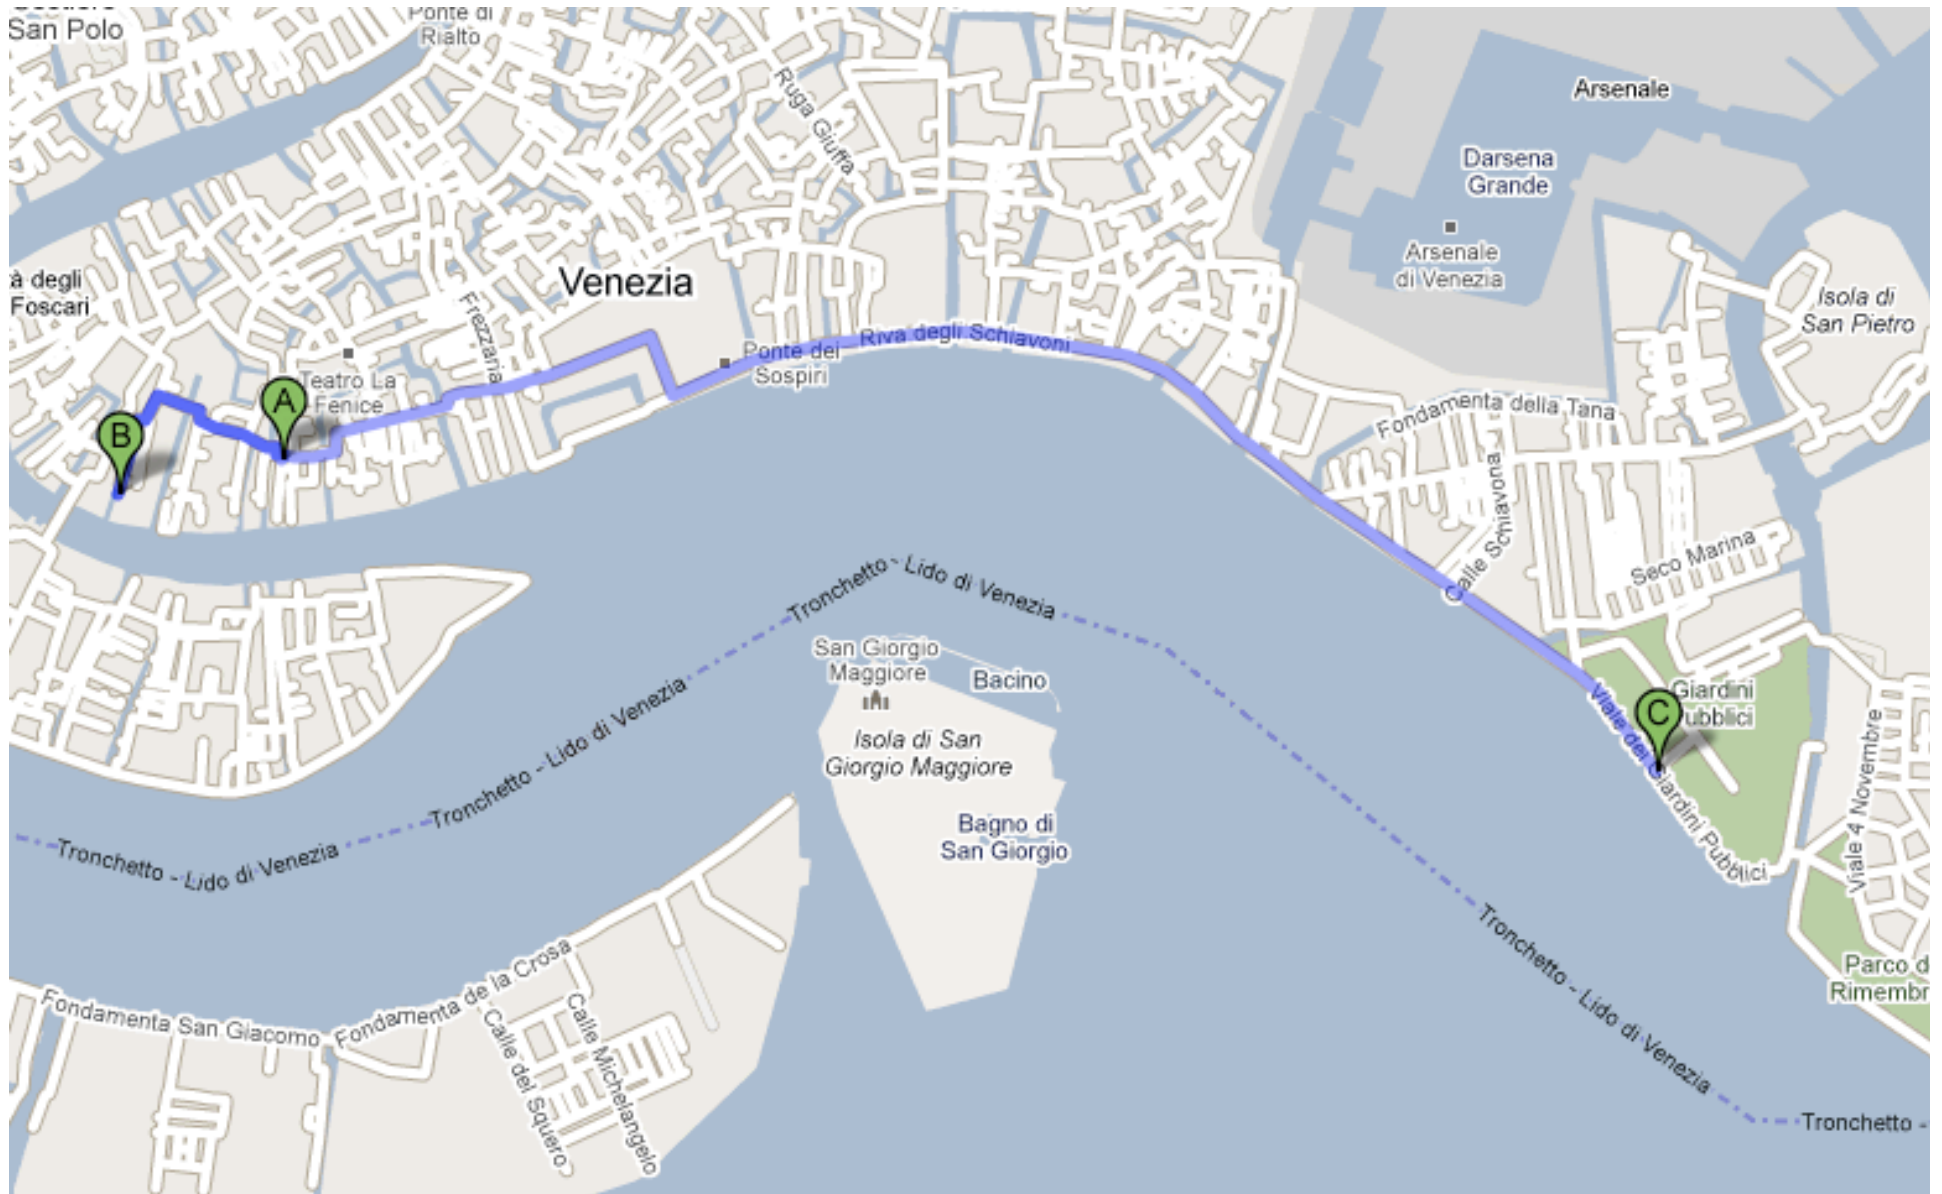 San Polo
Ponte di
Rialto
Ruga Giuffa
Arsenale
Darsena
Grande
Arsenale
di Venezia
Isola di
San Pietro
Venezia
à degli
Foscari
Frezzaria
Teatro La
Fenice
A
B
Ponte dei
Sospiri
Riva degli Schiavoni
Fondamenta della Tana
Calle Schiavona
Seco Marina
Giardini
ubblici
C
Viale dei Giardini Pubblici
Viale 4 Novembre
Parco d
Rimembr
San Giorgio
Maggiore
Bacino
Isola di San
Giorgio Maggiore
Bagno di
San Giorgio
Tronchetto - Lido di Venezia
Tronchetto - Lido di Venezia
Tronchetto - Lido di Venezia
Tronchetto - Lido di Venezia
Tronchetto - Lido di Venezia
Tronchetto -
Fondamenta San Giacomo
Fondamenta de la Crosa
Calle del Squero
Calle Michelangelo